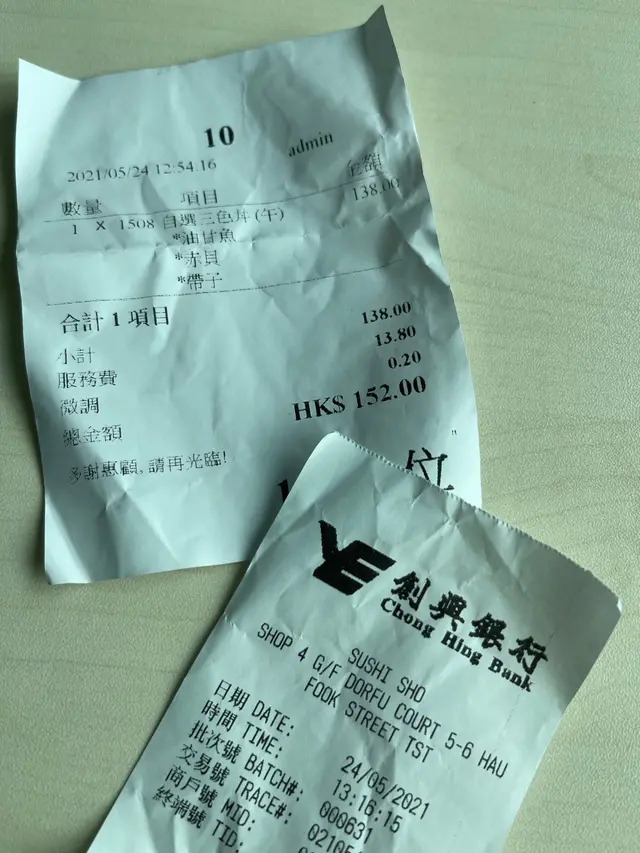 10
admin
2021/05/24 12:54:16
數量 項目 金額
1 X 1508 自選三色丼(午) 138.00
*油甘魚
*赤貝
*帶子
合計 1 項目
小計 138.00
服務費 13.80
微調 0.20
總金額 HK$ 152.00
多謝惠顧, 請再光臨!
位
創興銀行
Chong Hing Bank
SUSHI SHO
SHOP 4 G/F DORFU COURT 5-6 HAU
FOOK STREET TST
日期 DATE: 24/05/2021
時間 TIME: 13:16:15
批次號 BATCH#: 000631
交易號 TRACE#:
商戶號 MID:
終端號 TID: